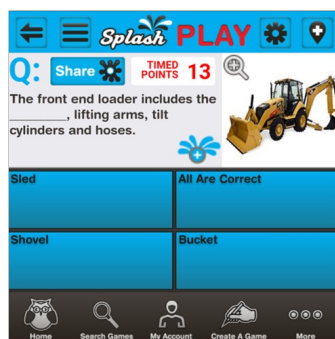 Splash PLAY
Q:
Share
TIMED
POINTS
13
The front end loader includes the
________, lifting arms, tilt
cylinders and hoses.
Sled
All Are Correct
Shovel
Bucket
Home
Search Games
My Account
Create A Game
More